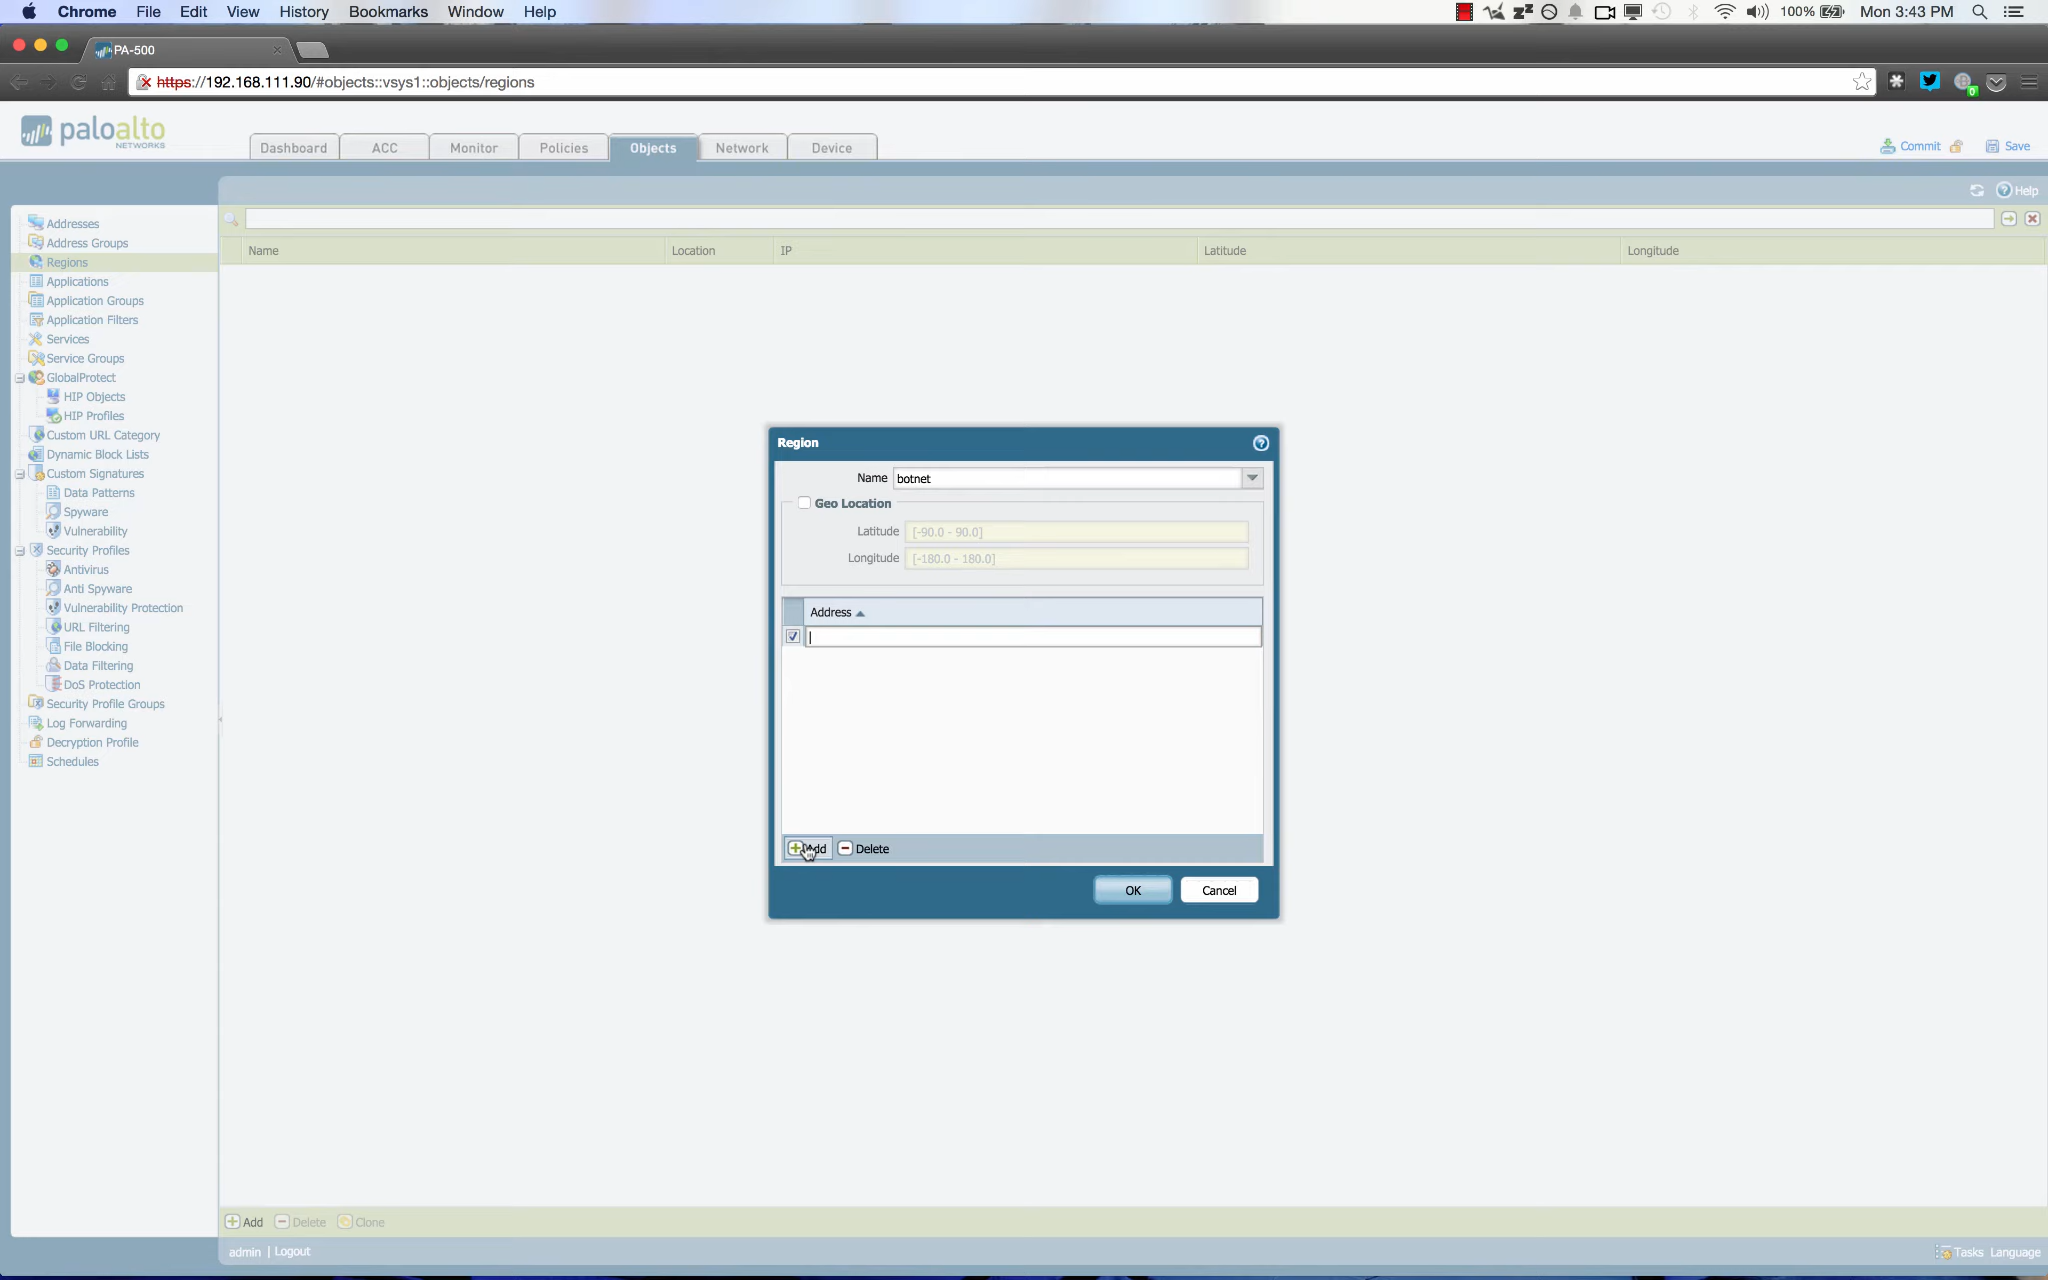 Chrome File Edit View History Bookmarks Window Help 100% Mon 3:43 PM
PA-500
https://192.168.111.90/#objects::vsys1::objects/regions
0
paloalto
NETWORKS
Dashboard ACC Monitor Policies Objects Network Device
Commit Save
Help
Addresses
Address Groups
Regions
Applications
Application Groups
Application Filters
Services
Service Groups
GlobalProtect
HIP Objects
HIP Profiles
Custom URL Category
Dynamic Block Lists
Custom Signatures
Data Patterns
Spyware
Vulnerability
Security Profiles
Antivirus
Anti Spyware
Vulnerability Protection
URL Filtering
File Blocking
Data Filtering
DoS Protection
Security Profile Groups
Log Forwarding
Decryption Profile
Schedules
Name Location IP Latitude Longitude
Region
Name botnet
Geo Location
Latitude [-90.0 - 90.0]
Longitude [-180.0 - 180.0]
Address
Add Delete
OK Cancel
Add Delete Clone
admin | Logout
Tasks Language